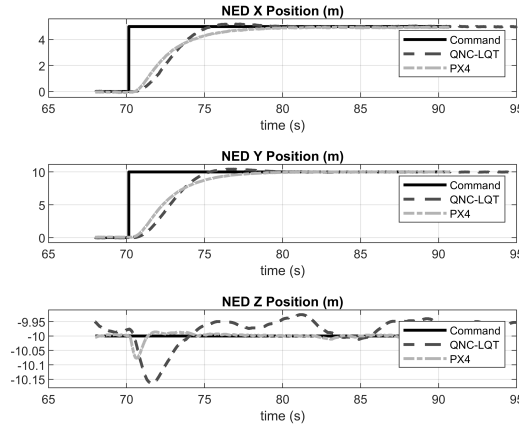 NED X Position (m)
4
2
0
Command
QNC-LQT
PX4
65 70 75 80 85 90 95
time (s)
NED Y Position (m)
10
5
0
Command
QNC-LQT
PX4
65 70 75 80 85 90 95
time (s)
NED Z Position (m)
-9.95
-10
-10.05
-10.1
-10.15
Command
QNC-LQT
PX4
65 70 75 80 85 90 95
time (s)